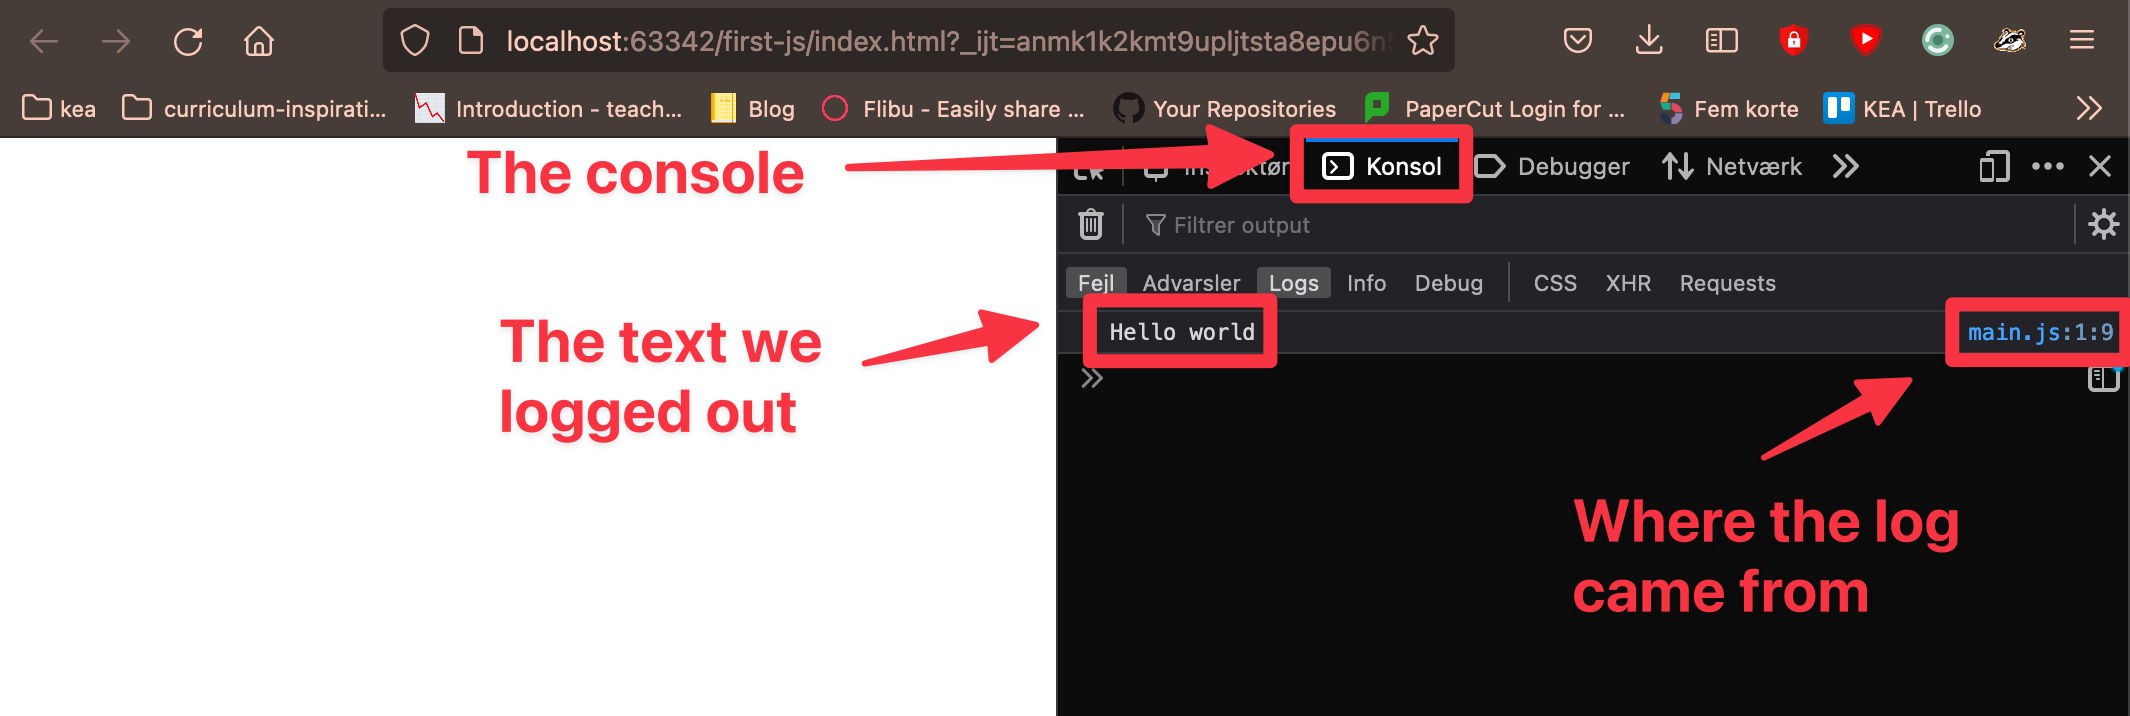 localhost:63342/first-js/index.html?_ijt=anmk1k2kmt9upljtsta8epu6n
kea
curriculum-inspirati...
Introduction - teach...
Blog
Flibu - Easily share ...
Your Repositories
PaperCut Login for ...
Fem korte
KEA | Trello
The console
Konsol
Debugger
Netværk
Filtrer output
Fejl
Advarsler
Logs
Info
Debug
CSS
XHR
Requests
Hello world
main.js:1:9
The text we
logged out
Where the log
came from